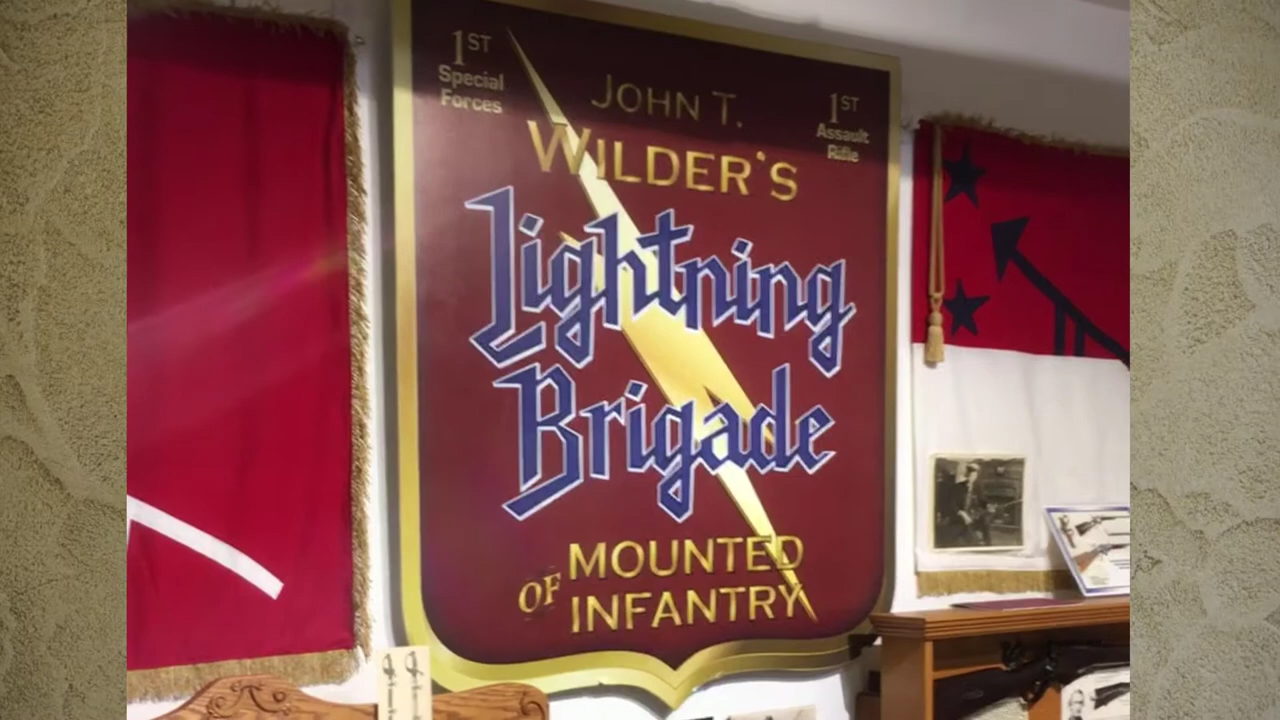 1ST
Special
Forces
1ST
Assault
Rifle
JOHN T.
WILDER'S
Lightning
Brigade
OF MOUNTED
INFANTRY